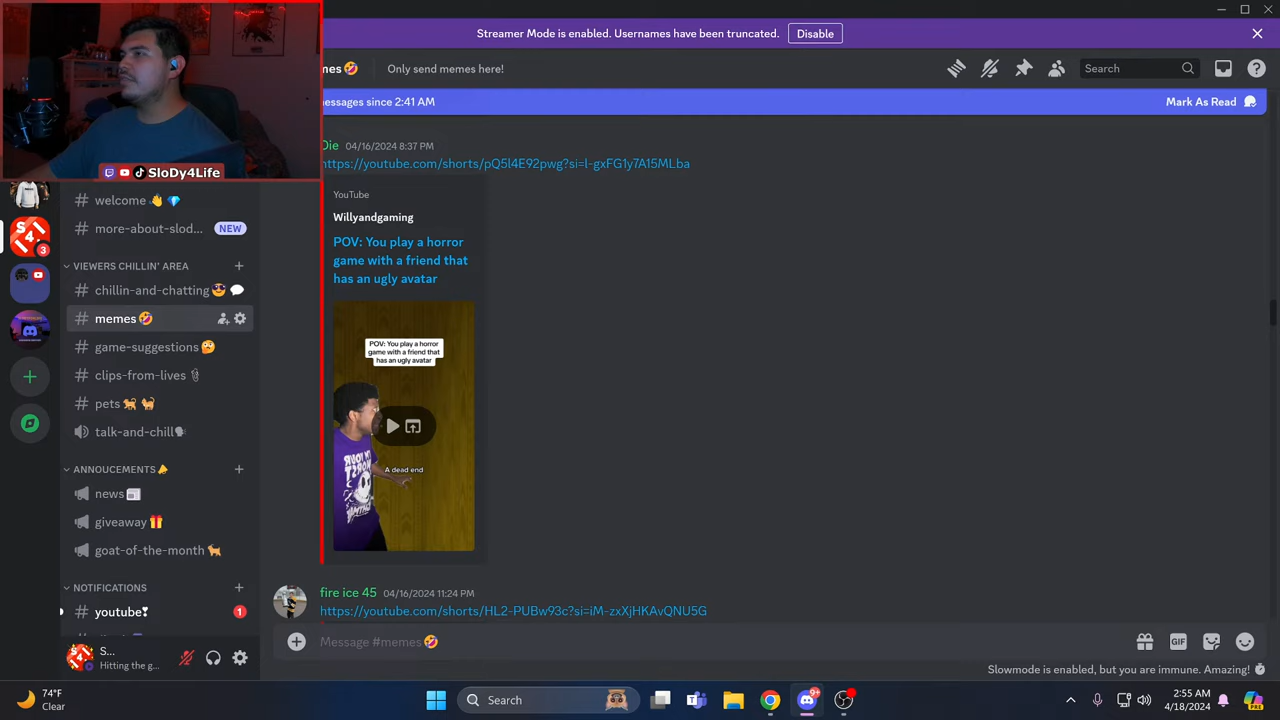 Streamer Mode is enabled. Usernames have been truncated. Disable
mes🤣 Only send memes here! Search
essages since 2:41 AM Mark As Read
Die 04/16/2024 8:37 PM
https://youtube.com/shorts/pQ5l4E92pwg?si=l-gxFG1y7A15MLba
YouTube
Willyandgaming
POV: You play a horror
game with a friend that
has an ugly avatar
POV: You play a horror
game with a friend that
has an ugly avatar
A dead end
fire ice 45 04/16/2024 11:24 PM
https://youtube.com/shorts/HL2-PUBw93c?si=iM-zxXjHKAvQNU5G
Message #memes🤣
GIF
Slowmode is enabled, but you are immune. Amazing!
SloDy4Life
3
welcome👋💎
more-about-slod... NEW
VIEWERS CHILLIN' AREA
chillin-and-chatting😎💬
memes🤣
game-suggestions🤔
clips-from-lives📎
pets🐕🐈
talk-and-chill🗣
ANNOUCEMENTS📣
news📰
giveaway🎁
goat-of-the-month🐐
NOTIFICATIONS
youtube❣ 1
S...
Hitting the g...
74°F
Clear
Search
9+
2:55 AM
4/18/2024